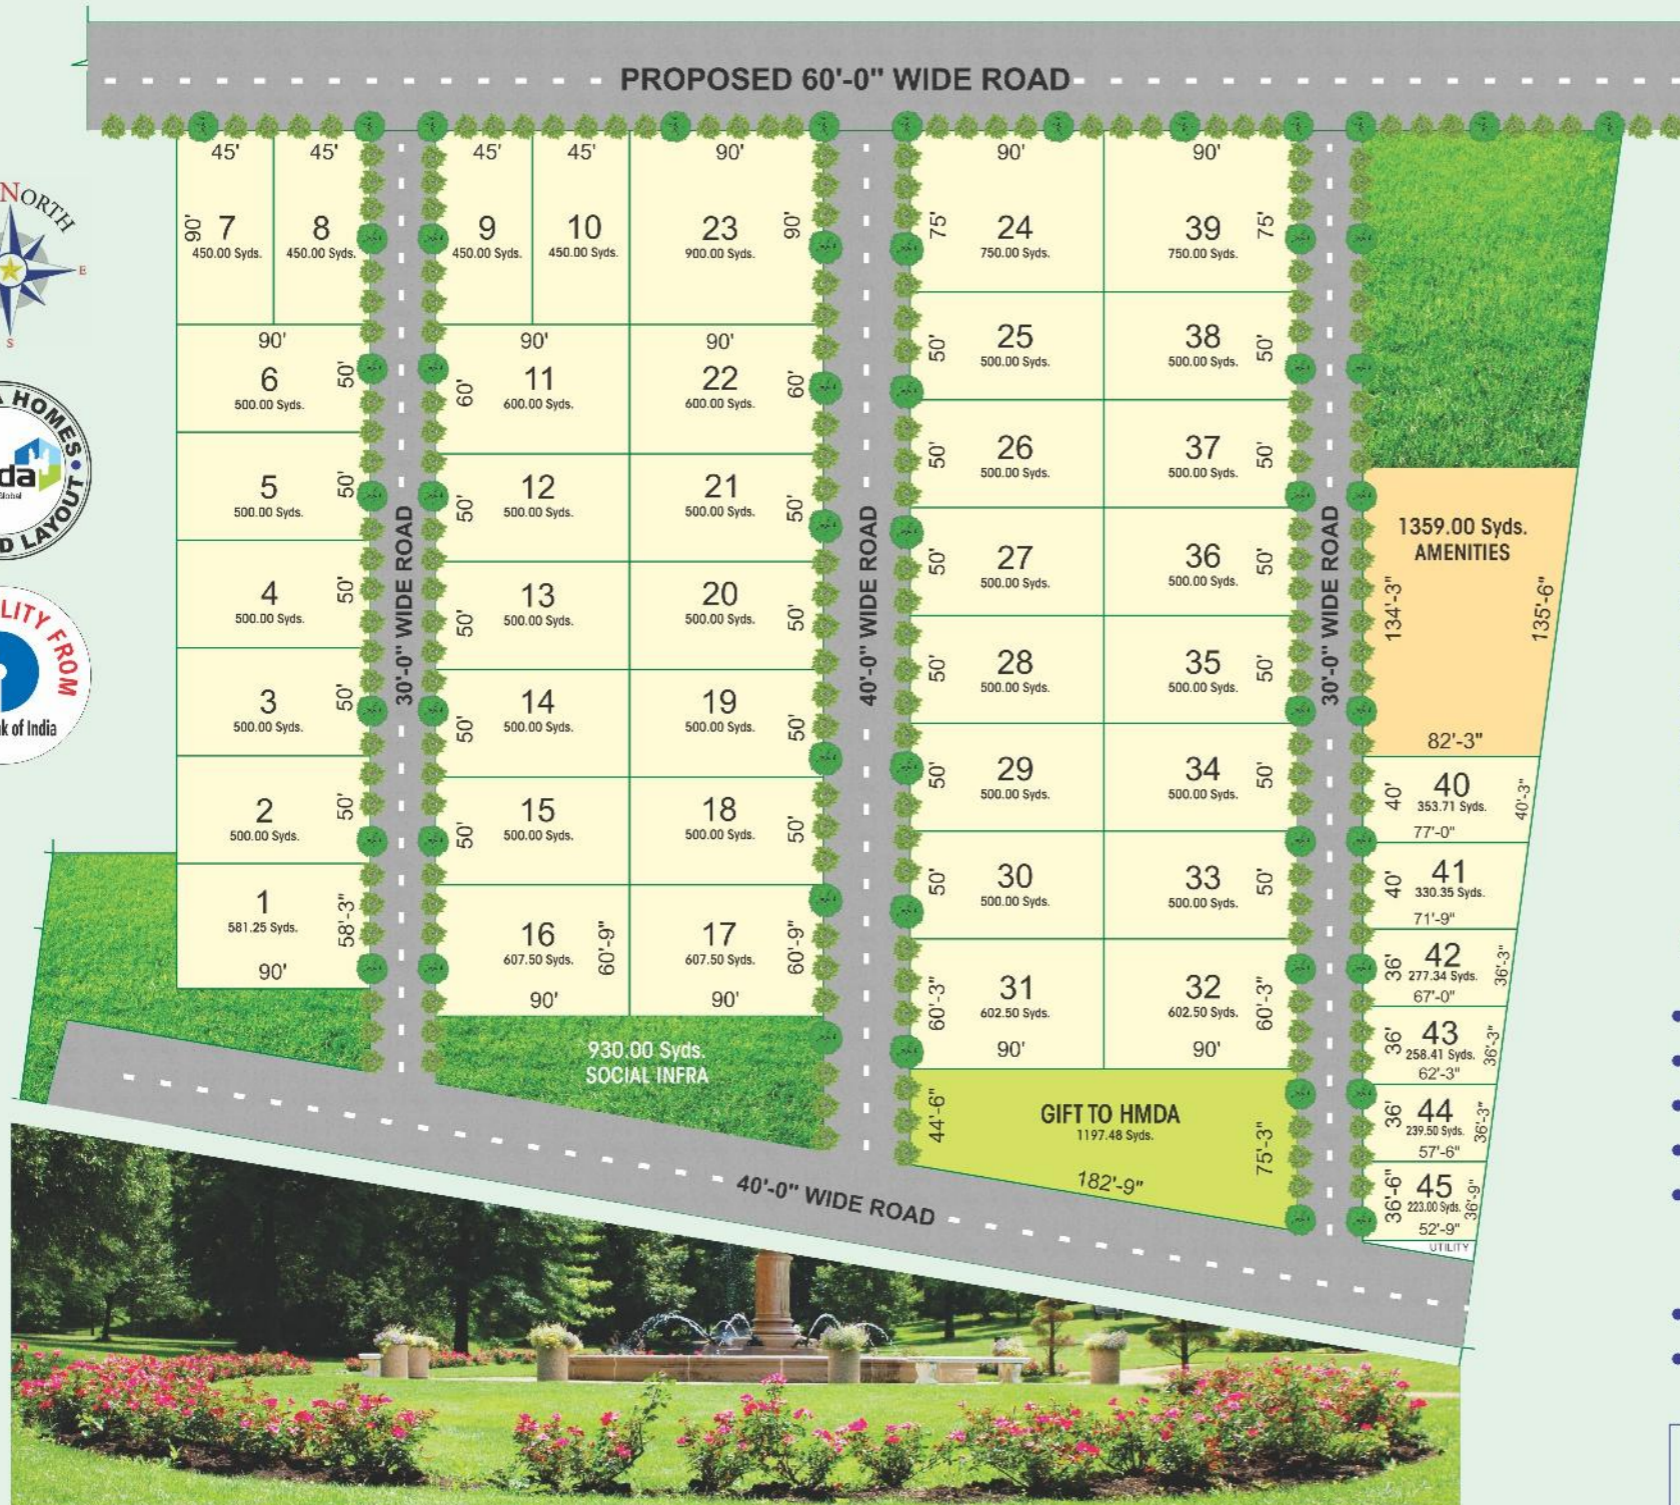 PROPOSED 60'-0" WIDE ROAD
NORTH
E
S
HOMES
da
Global
D LAYOUT
LITY FROM
k of India
45'
45'
90'
7
450.00 Syds.
8
450.00 Syds.
90'
6
500.00 Syds.
50'
5
500.00 Syds.
50'
4
500.00 Syds.
50'
3
500.00 Syds.
50'
2
500.00 Syds.
50'
1
581.25 Syds.
58'-3"
90'
30'-0" WIDE ROAD
45'
45'
90'
9
450.00 Syds.
10
450.00 Syds.
23
900.00 Syds.
90'
90'
90'
60'
11
600.00 Syds.
22
600.00 Syds.
60'
50'
12
500.00 Syds.
21
500.00 Syds.
50'
50'
13
500.00 Syds.
20
500.00 Syds.
50'
50'
14
500.00 Syds.
19
500.00 Syds.
50'
50'
15
500.00 Syds.
18
500.00 Syds.
50'
16
607.50 Syds.
60'-9"
17
607.50 Syds.
60'-9"
90'
90'
930.00 Syds.
SOCIAL INFRA
40'-0" WIDE ROAD
90'
90'
75'
24
750.00 Syds.
39
750.00 Syds.
75'
50'
25
500.00 Syds.
38
500.00 Syds.
50'
50'
26
500.00 Syds.
37
500.00 Syds.
50'
50'
27
500.00 Syds.
36
500.00 Syds.
50'
50'
28
500.00 Syds.
35
500.00 Syds.
50'
50'
29
500.00 Syds.
34
500.00 Syds.
50'
50'
30
500.00 Syds.
33
500.00 Syds.
50'
60'-3"
31
602.50 Syds.
32
602.50 Syds.
60'-3"
90'
90'
44'-6"
GIFT TO HMDA
1197.48 Syds.
75'-3"
182'-9"
30'-0" WIDE ROAD
1359.00 Syds.
AMENITIES
134'-3"
135'-6"
82'-3"
40'
40
353.71 Syds.
40'-3"
77'-0"
40'
41
330.35 Syds.
71'-9"
36'
42
277.34 Syds.
36'-3"
67'-0"
36'
43
258.41 Syds.
36'-3"
62'-3"
36'
44
239.50 Syds.
36'-3"
57'-6"
36'-6"
45
223.00 Syds.
36'-9"
52'-9"
UTILITY
40'-0" WIDE ROAD